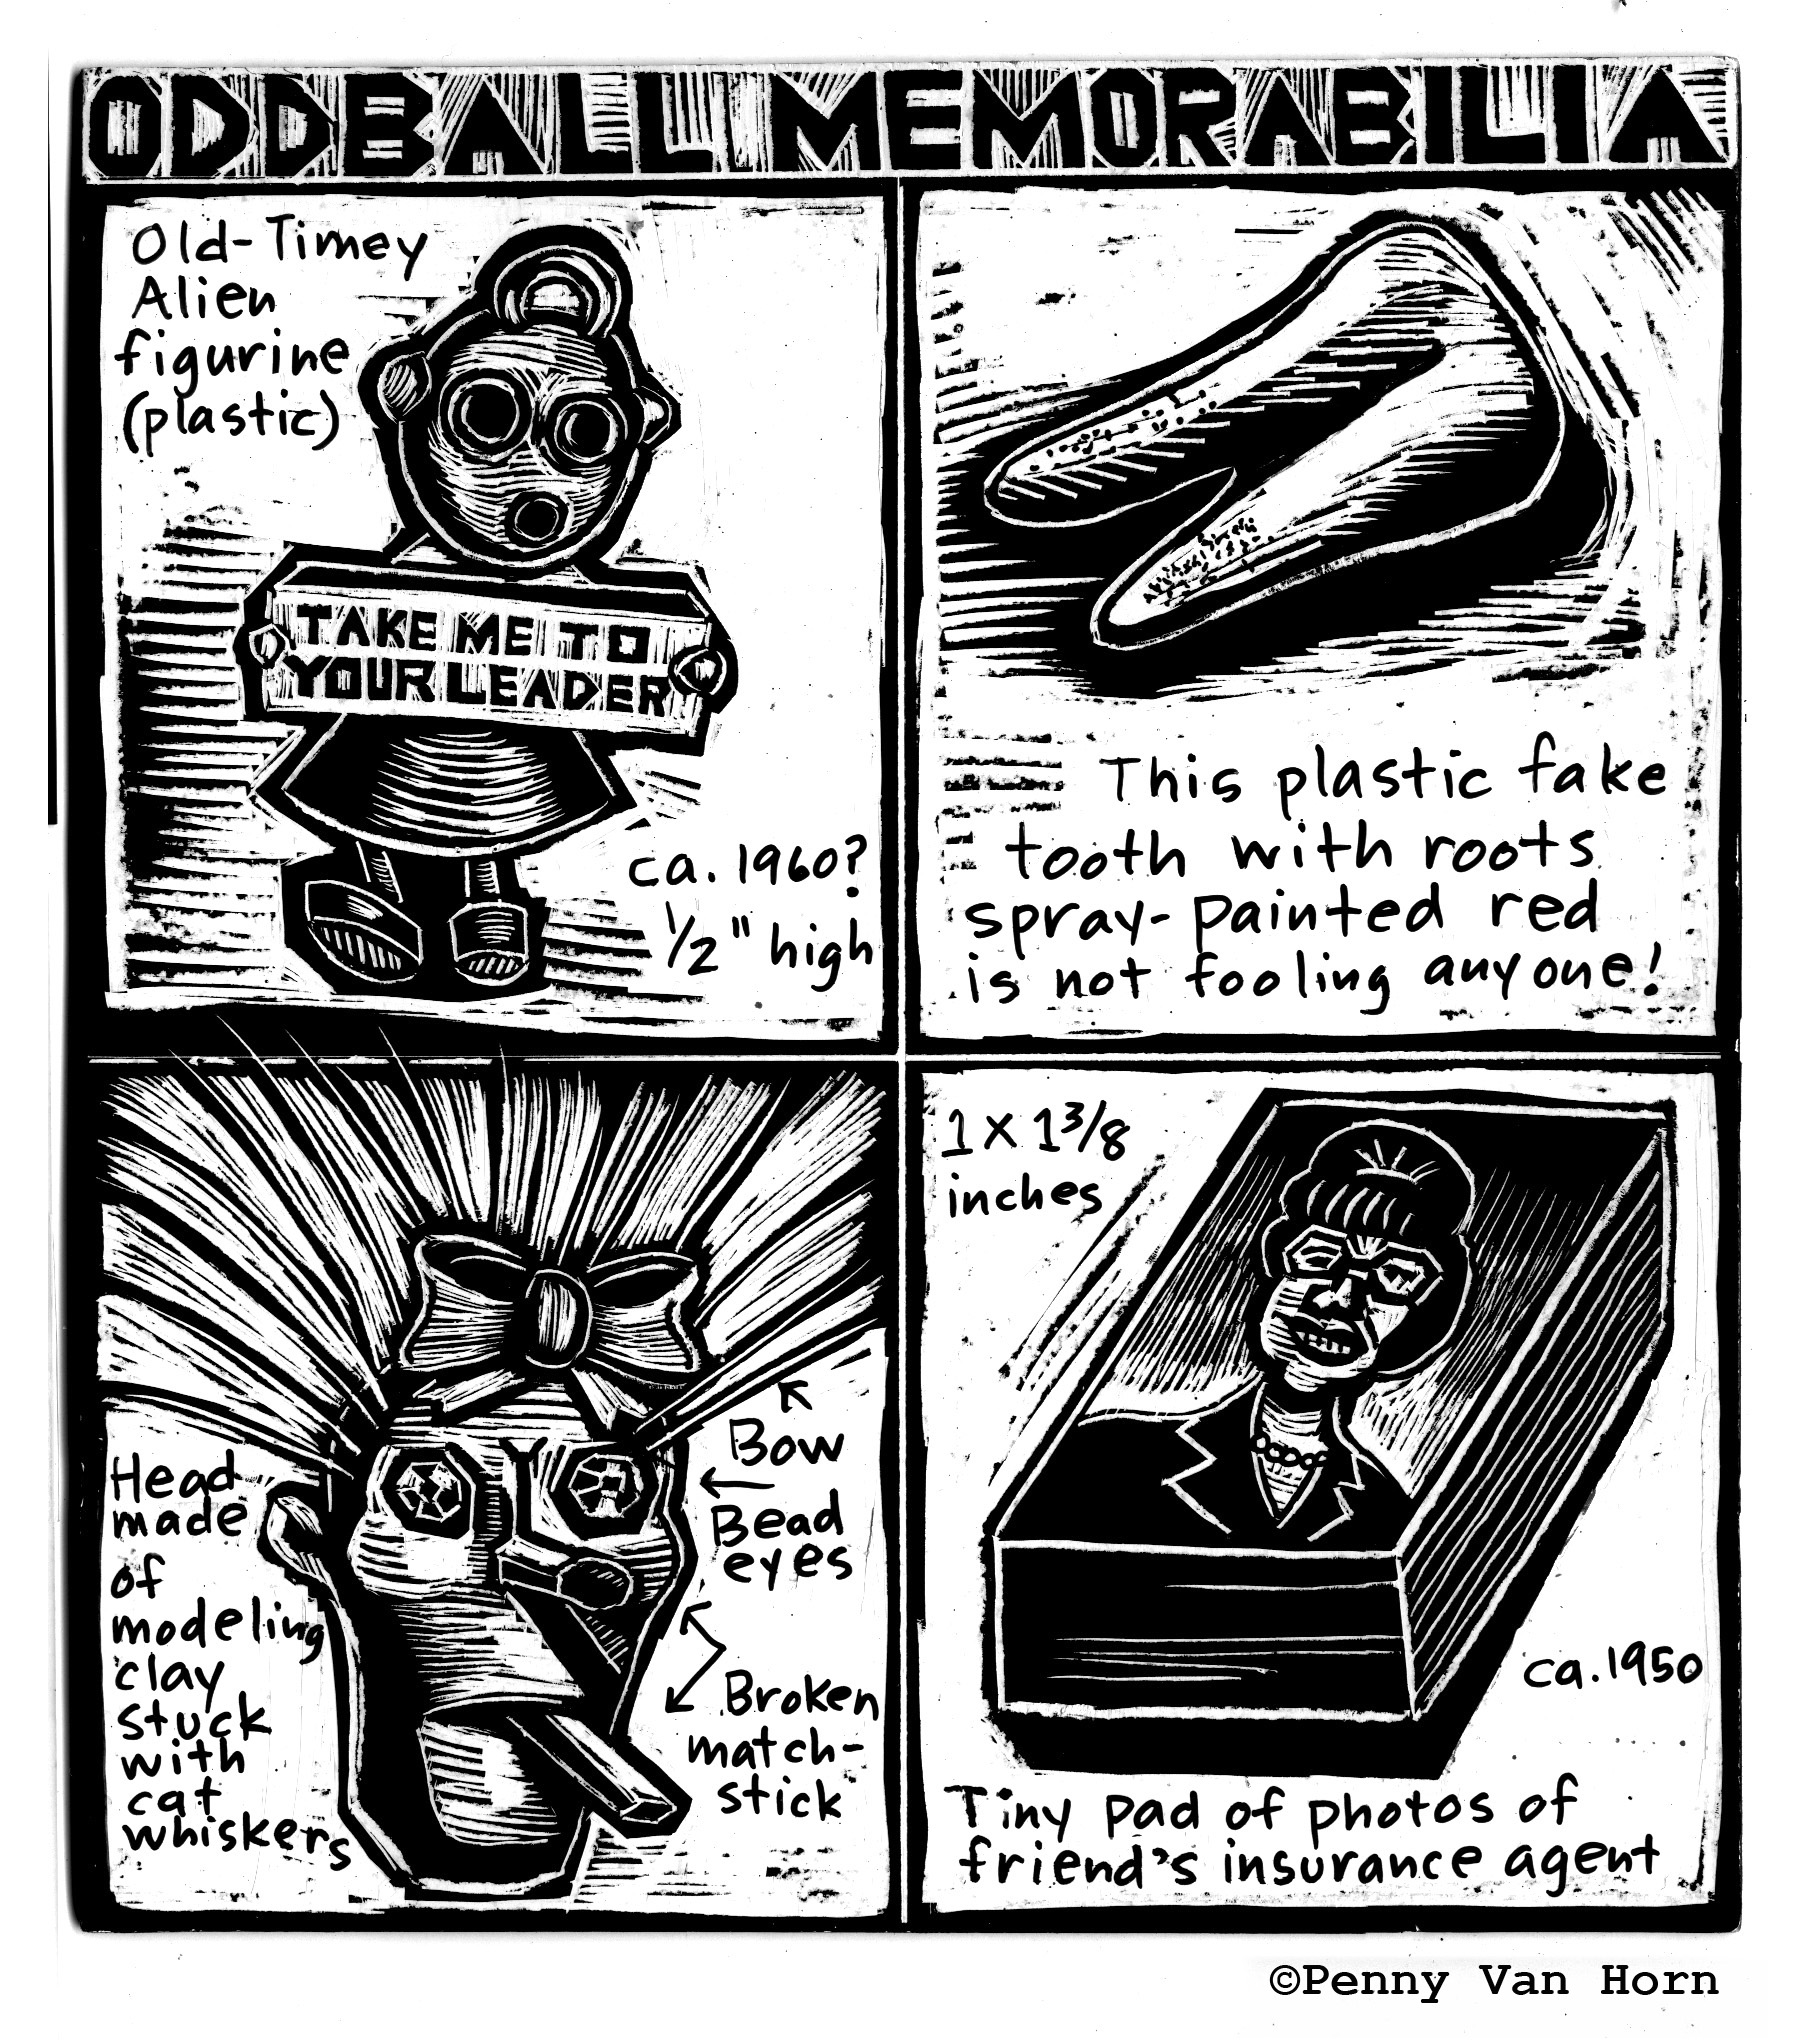 ODDBALL MEMORABILIA
Old-Timey
Alien
figurine
(plastic)
TAKE ME TO
YOUR LEADER
ca. 1960?
1/2" high
This plastic fake
tooth with roots
spray-painted red
is not fooling anyone!
Head
made
of
modeling
clay
stuck
with
cat
whiskers
Bow
Bead
eyes
Broken
match-
stick
1 X 1 3/8
inches
ca. 1950
Tiny pad of photos of
friend's insurance agent
©Penny Van Horn